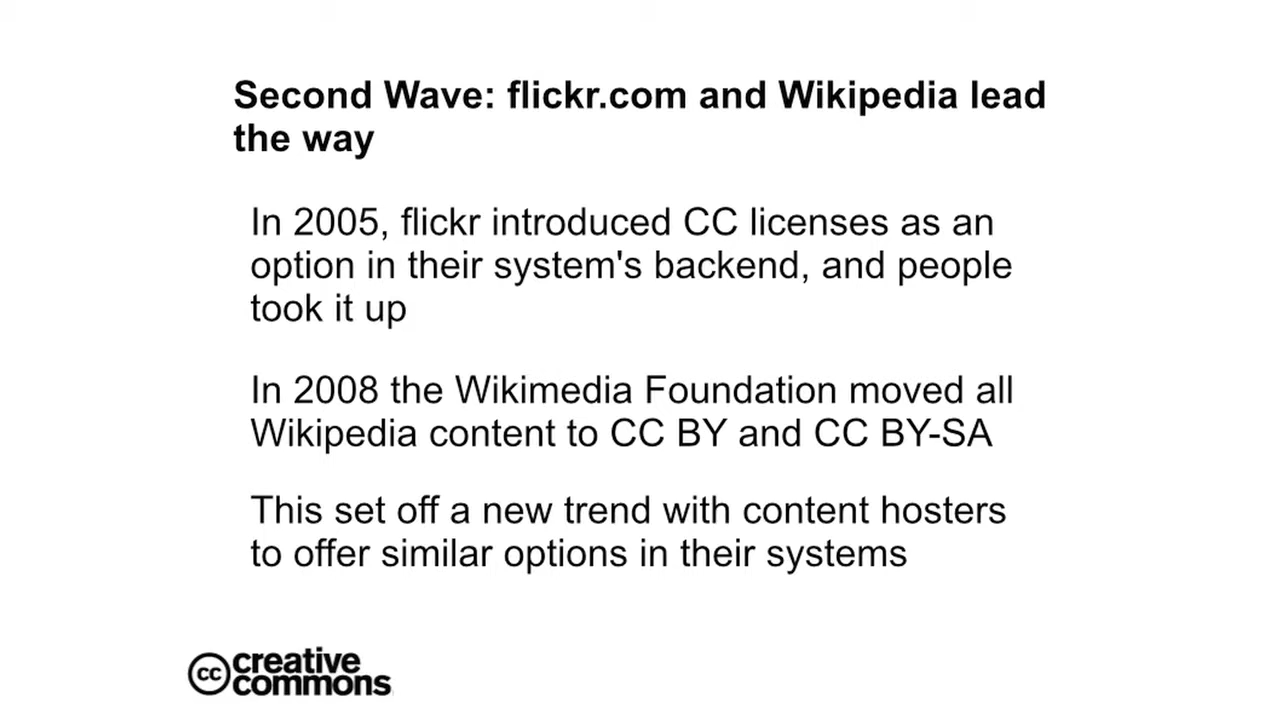 Second Wave: flickr.com and Wikipedia lead
the way
In 2005, flickr introduced CC licenses as an
option in their system's backend, and people
took it up
In 2008 the Wikimedia Foundation moved all
Wikipedia content to CC BY and CC BY-SA
This set off a new trend with content hosters
to offer similar options in their systems
cc creative
commons